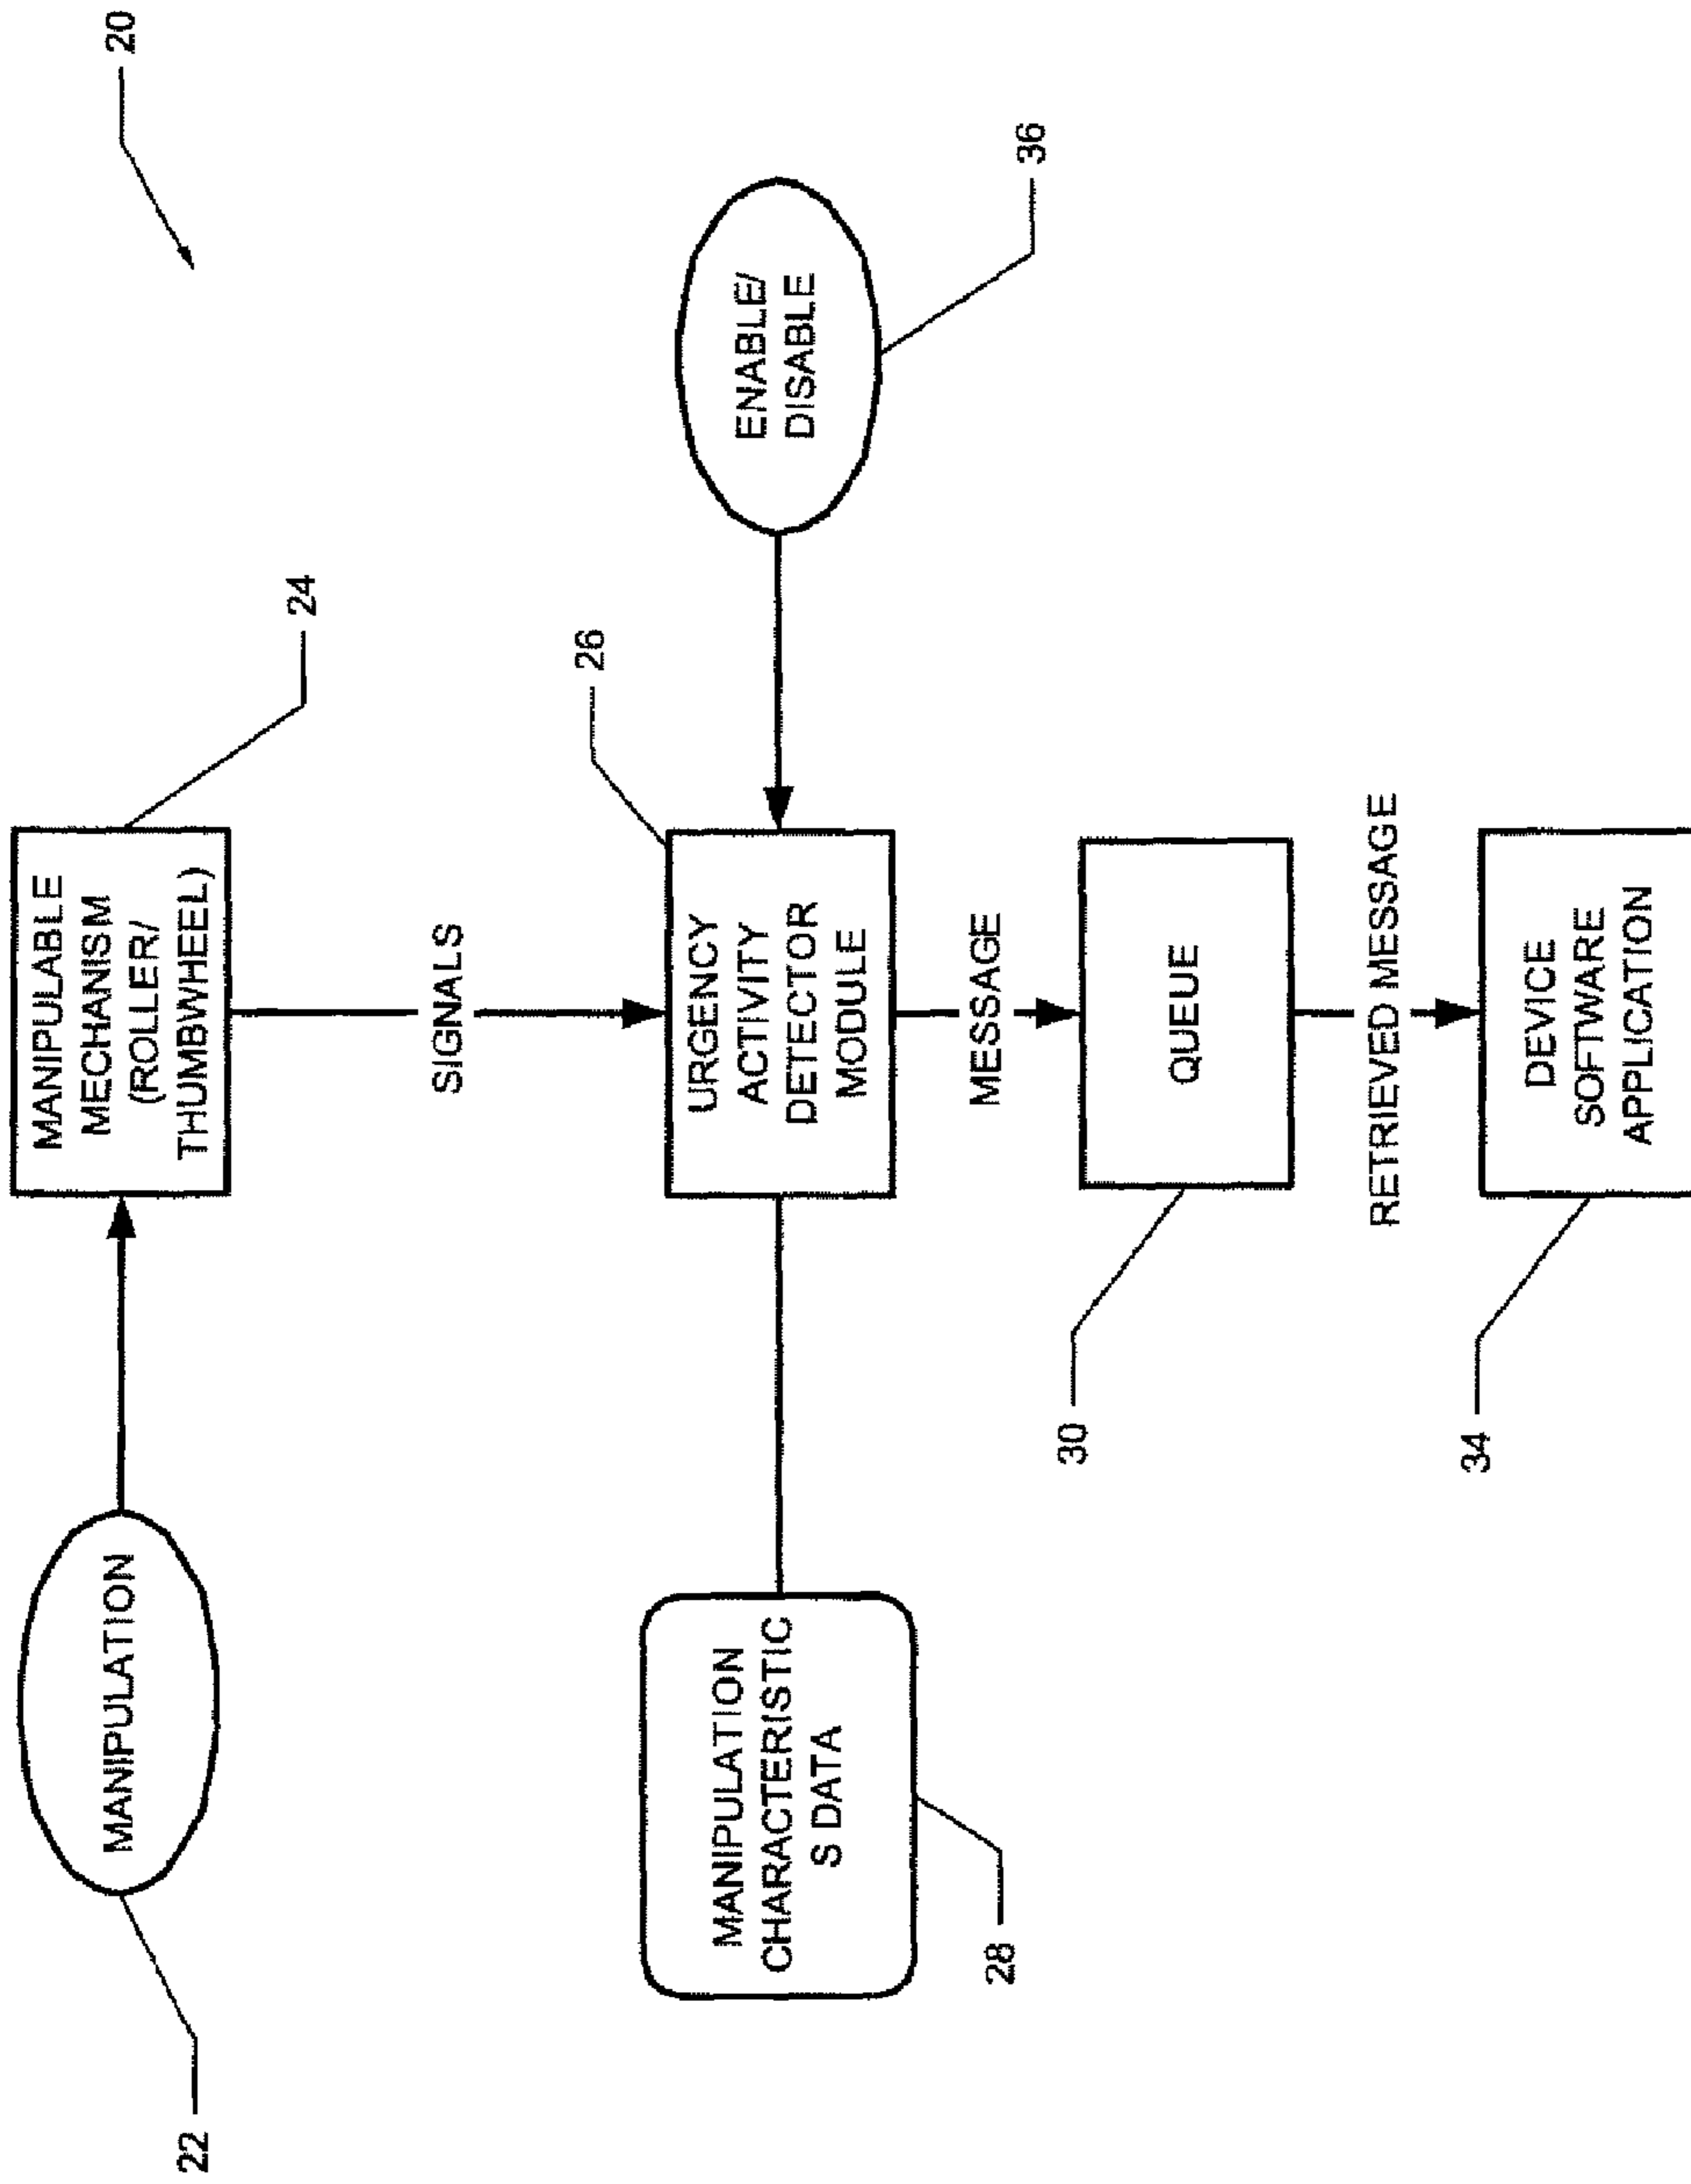 20
22
MANIPULATION
MANIPULABLE
MECHANISM
(ROLLER/
THUMBWHEEL)
24
SIGNALS
26
MANIPULATION
CHARACTERISTIC
S DATA
28
URGENCY
ACTIVITY
DETECTOR
MODULE
ENABLE/
DISABLE
36
MESSAGE
30
QUEUE
RETRIEVED MESSAGE
34
DEVICE
SOFTWARE
APPLICATION